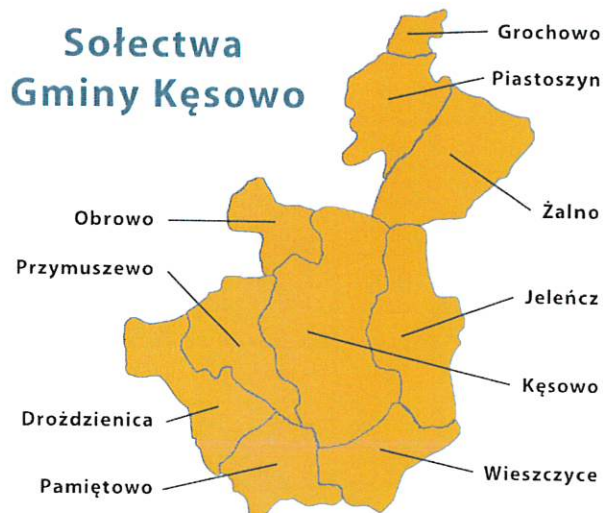 Sołectwa
Gminy Kęsowo
Grochowo
Piastoszyn
Żalno
Obrowo
Przymuszewo
Jeleńcz
Kęsowo
Drożdzienica
Pamiętowo
Wieszczyce